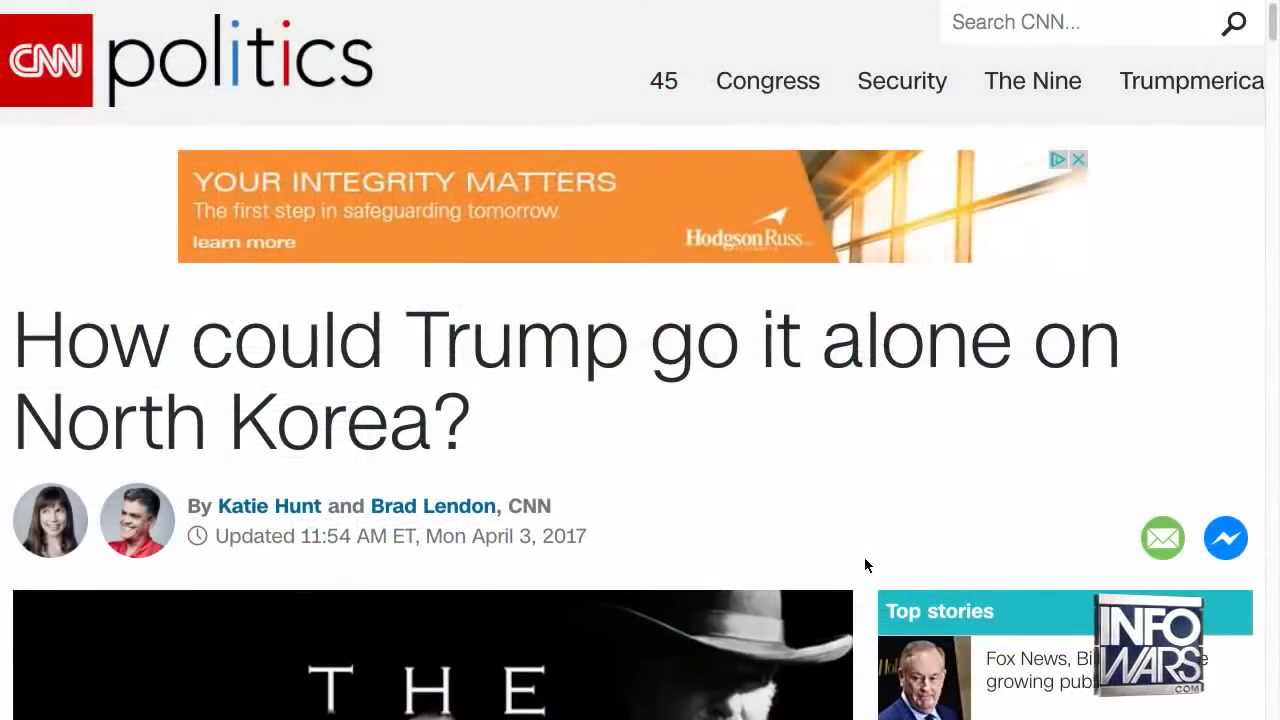 CNN politics
Search CNN...
45 Congress Security The Nine Trumpmerica
YOUR INTEGRITY MATTERS
The first step in safeguarding tomorrow.
learn more
HodgsonRuss
How could Trump go it alone on
North Korea?
By Katie Hunt and Brad Lendon, CNN
Updated 11:54 AM ET, Mon April 3, 2017
THE
Top stories
Fox News,
growing
INFO
WARS
.COM